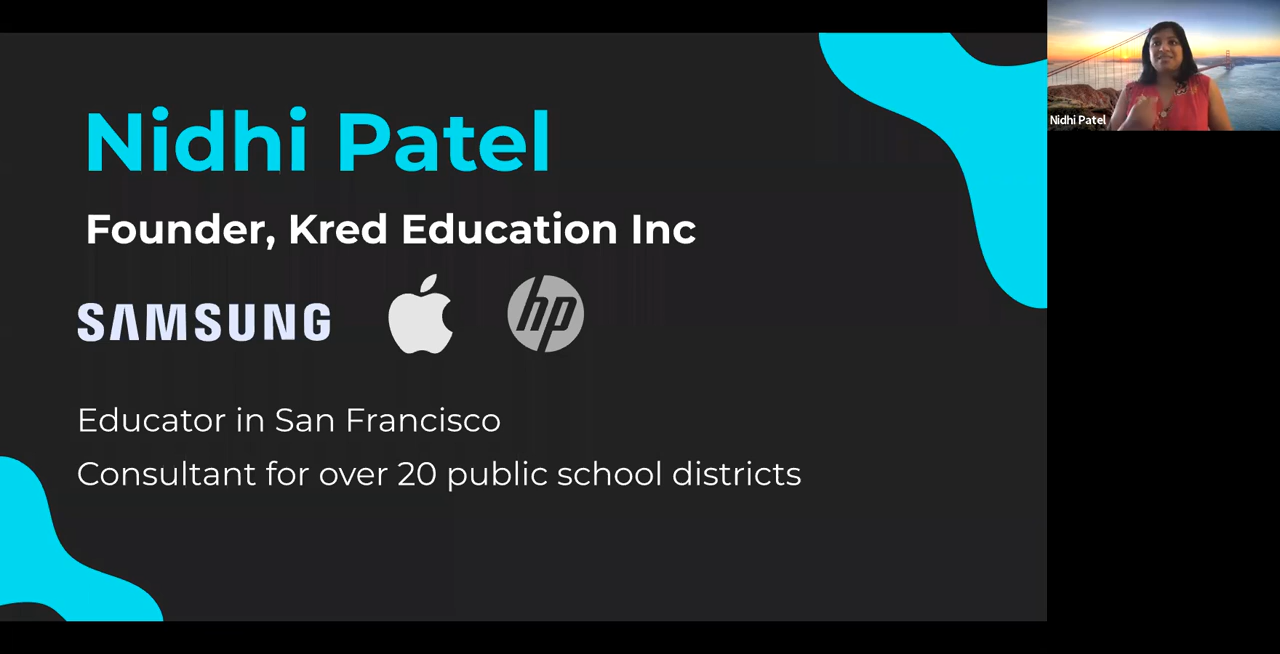 Nidhi Patel
Founder, Kred Education Inc
SAMSUNG
hp
Educator in San Francisco
Consultant for over 20 public school districts
Nidhi Patel